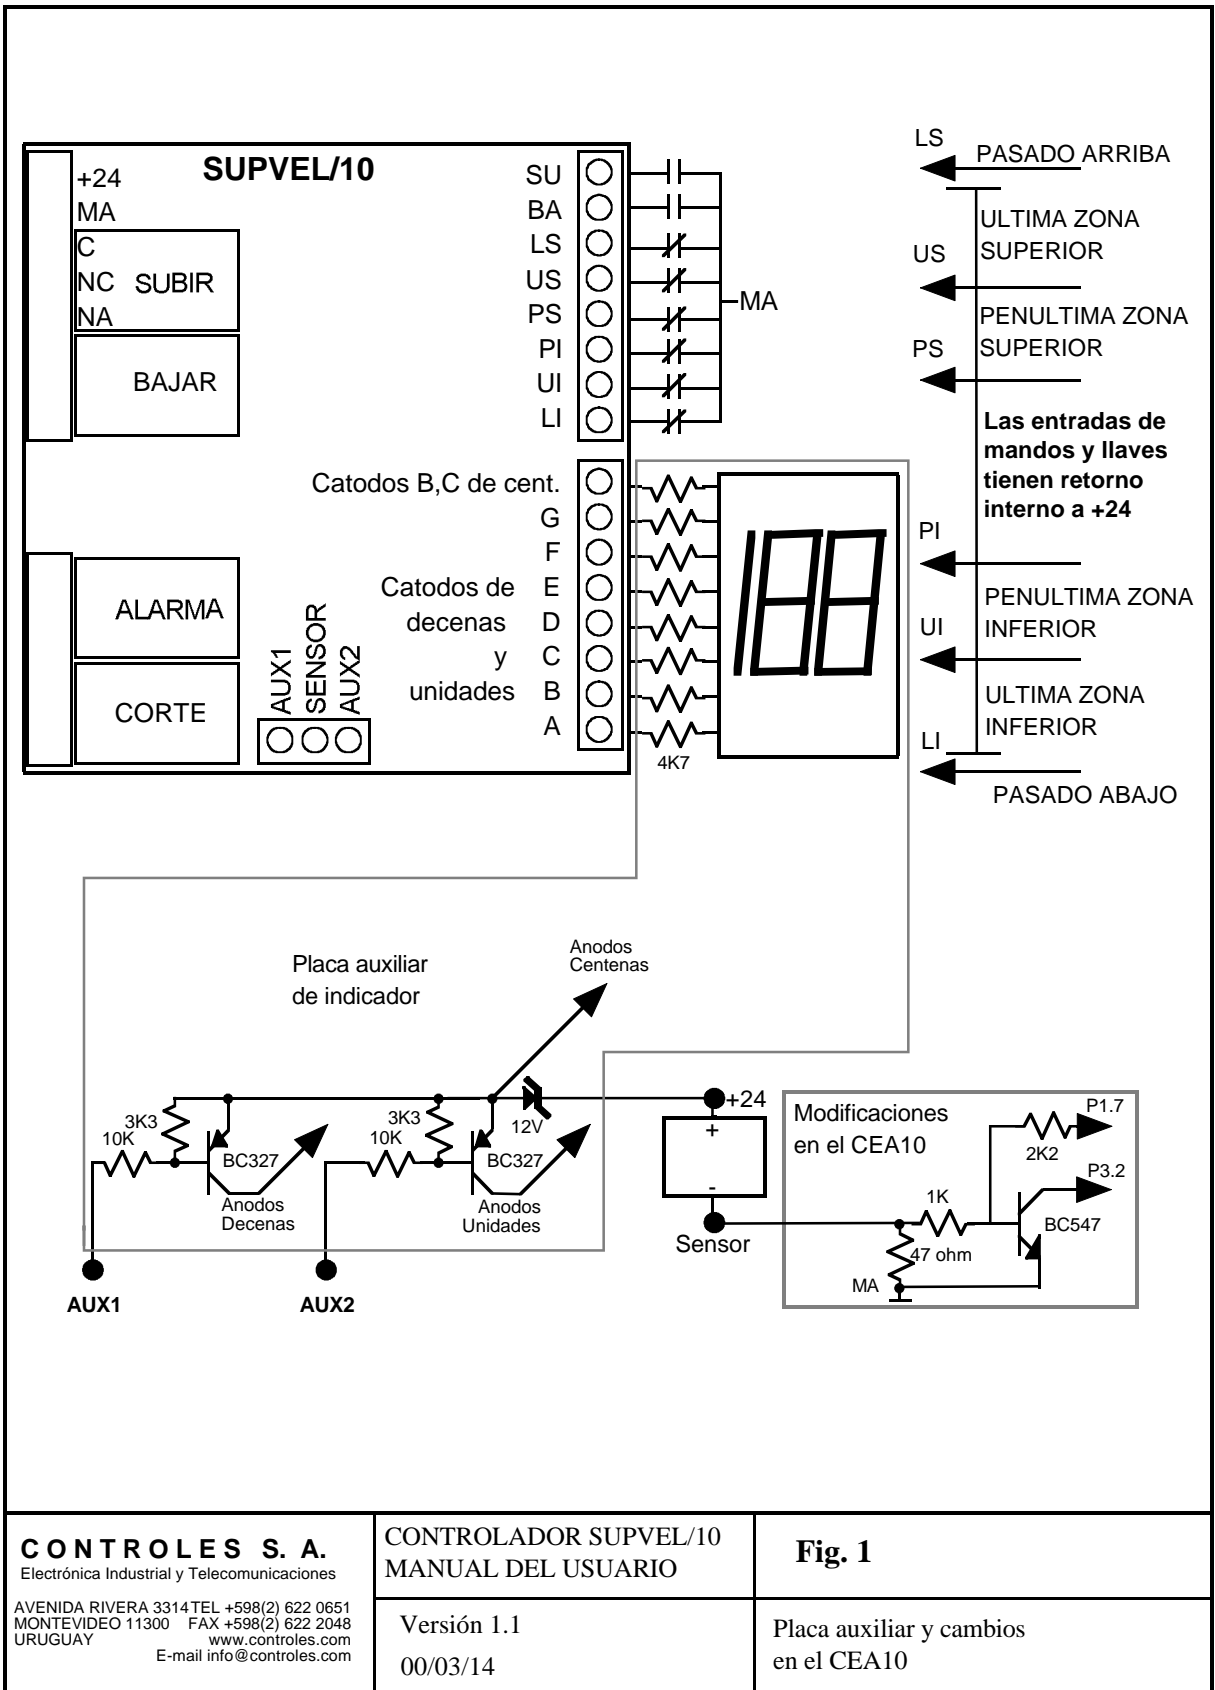 SUPVEL/10
+24
MA
C
NC
NA
SUBIR
BAJAR
ALARMA
CORTE
AUX1
SENSOR
AUX2
SU
BA
LS
US
PS
PI
UI
LI
MA
Catodos B,C de cent.
G
F
E
D
C
B
A
Catodos de
decenas
y
unidades
4K7
LS
PASADO ARRIBA
ULTIMA ZONA
SUPERIOR
US
PENULTIMA ZONA
SUPERIOR
PS
Las entradas de
mandos y llaves
tienen retorno
interno a +24
PI
PENULTIMA ZONA
INFERIOR
UI
ULTIMA ZONA
INFERIOR
LI
PASADO ABAJO
Placa auxiliar
de indicador
Anodos
Centenas
3K3
10K
BC327
Anodos
Decenas
3K3
10K
BC327
12V
Anodos
Unidades
AUX1
AUX2
+24
+
-
Sensor
Modificaciones
en el CEA10
P1.7
2K2
P3.2
1K
BC547
47 ohm
MA
CONTROLES S. A.
Electrónica Industrial y Telecomunicaciones
AVENIDA RIVERA 3314 TEL +598(2) 622 0651
MONTEVIDEO 11300 FAX +598(2) 622 2048
URUGUAY www.controles.com
E-mail info@controles.com
CONTROLADOR SUPVEL/10
MANUAL DEL USUARIO
Versión 1.1
00/03/14
Fig. 1
Placa auxiliar y cambios
en el CEA10